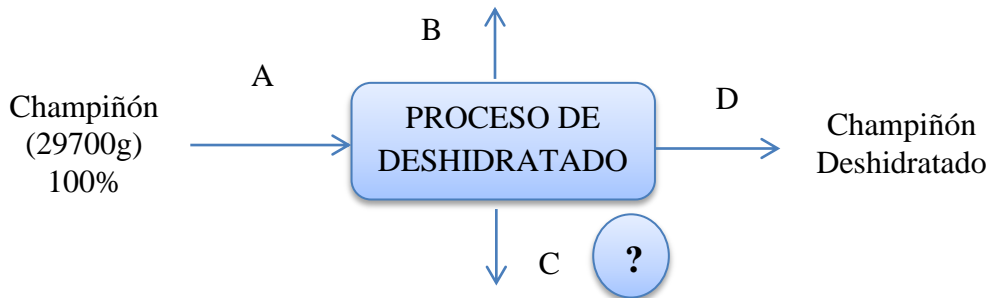 B
A
Champiñón
(29700g)
100%
PROCESO DE
DESHIDRATADO
D
Champiñón
Deshidratado
C
?